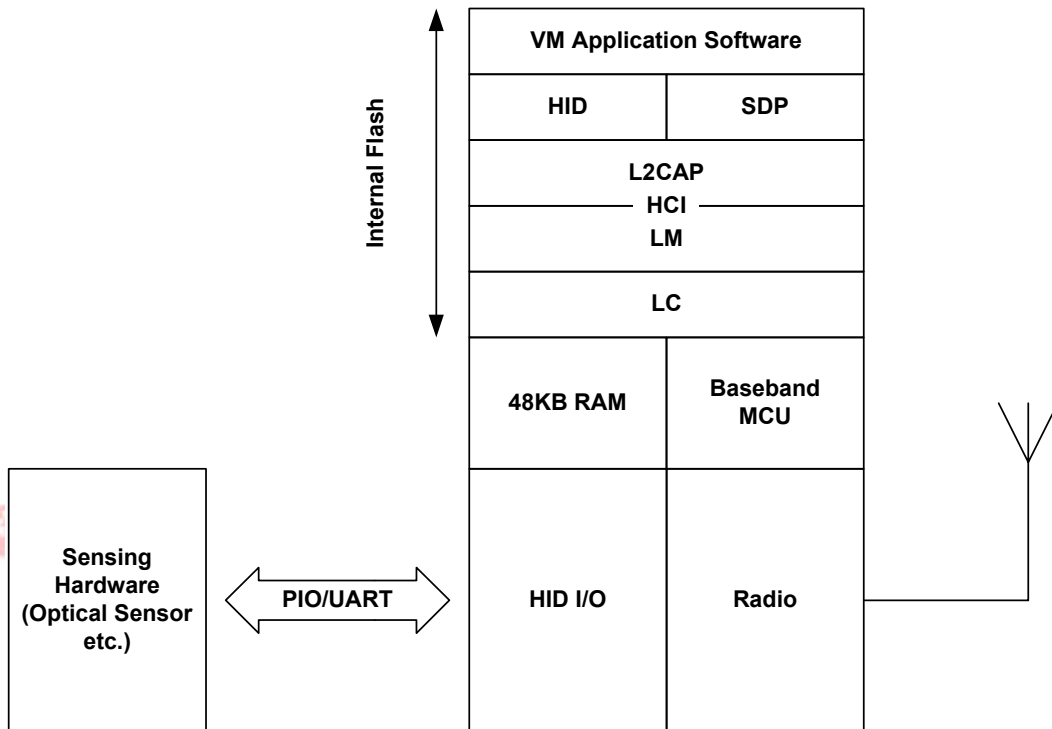 VM Application Software
HID
SDP
Internal Flash
L2CAP
HCI
LM
LC
48KB RAM
Baseband
MCU
Sensing
Hardware
(Optical Sensor
etc.)
PIO/UART
HID I/O
Radio